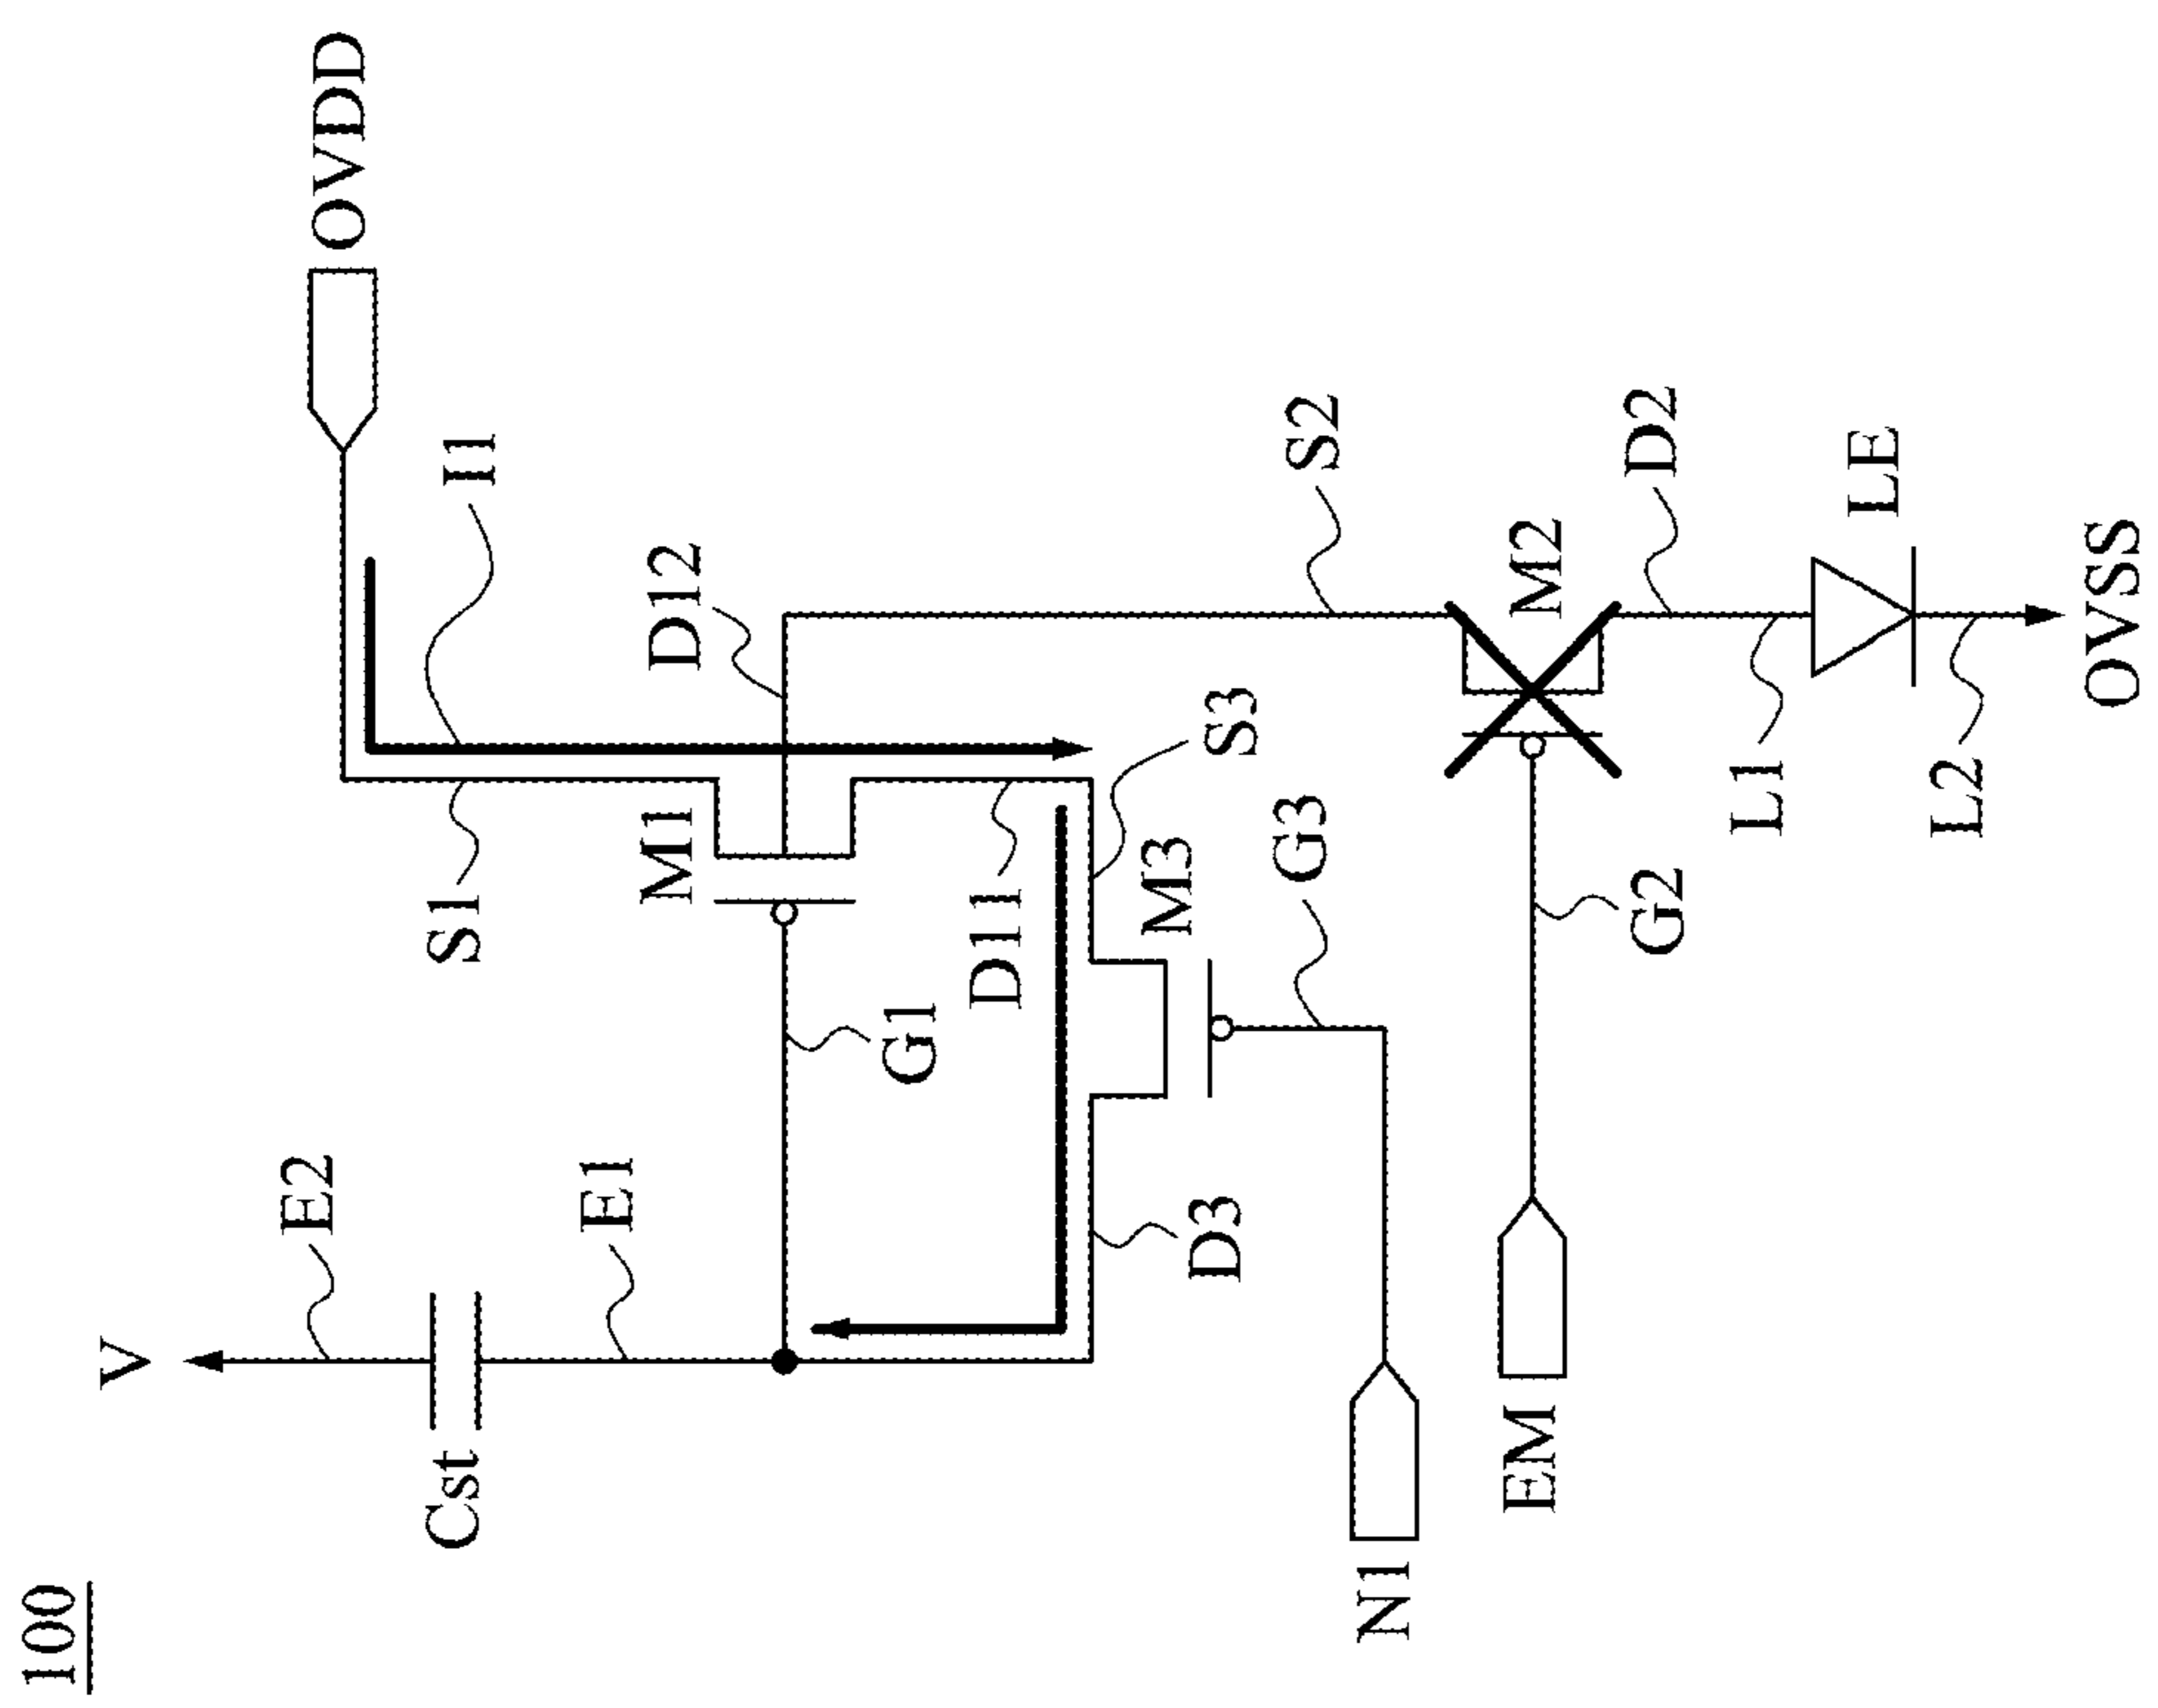 100
V
E2
E1
Cst
OVDD
I1
S1
M1
D12
G1
D11
S3
M3
G3
D3
N1
S2
M2
D2
G2
EM
LE
L1
L2
OVSS